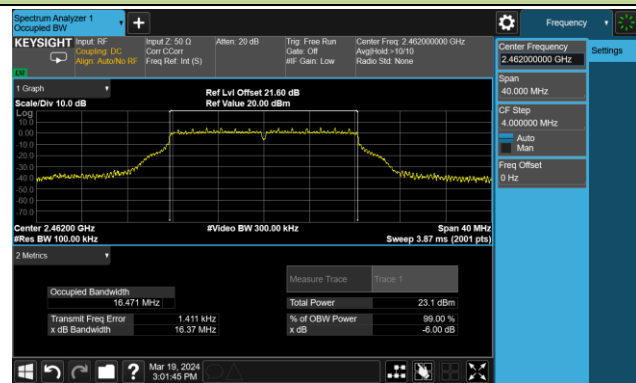 Spectrum Analyzer 1
Occupied BW
Frequency
KEYSIGHT
Input: RF
Coupling: DC
Align: Auto/No RF
Input Z: 50 Ω
Corr CCorr
Freq Ref: Int (S)
Atten: 20 dB
Trig: Free Run
Gate: Off
#IF Gain: Low
Center Freq: 2.462000000 GHz
Avg|Hold:>10/10
Radio Std: None
LXI
1 Graph
Scale/Div 10.0 dB
Ref Lvl Offset 21.60 dB
Ref Value 20.00 dBm
Log
10.0
0.00
-10.0
-20.0
-30.0
-40.0
-50.0
-60.0
-70.0
Center 2.46200 GHz
#Res BW 100.00 kHz
#Video BW 300.00 kHz
Span 40 MHz
Sweep 3.87 ms (2001 pts)
2 Metrics
Measure Trace
Trace 1
Occupied Bandwidth
16.471 MHz
Total Power
23.1 dBm
Transmit Freq Error
1.411 kHz
% of OBW Power
99.00 %
x dB Bandwidth
16.37 MHz
x dB
-6.00 dB
Mar 19, 2024
3:01:45 PM
Center Frequency
2.462000000 GHz
Settings
Span
40.000 MHz
CF Step
4.000000 MHz
Auto
Man
Freq Offset
0 Hz